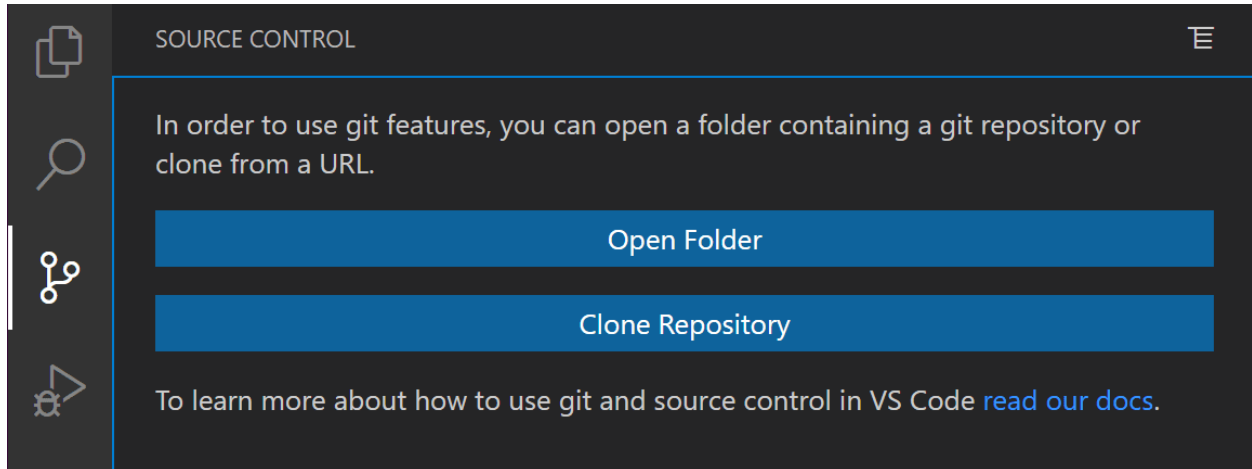 SOURCE CONTROL
In order to use git features, you can open a folder containing a git repository or
clone from a URL.
Open Folder
Clone Repository
To learn more about how to use git and source control in VS Code read our docs.